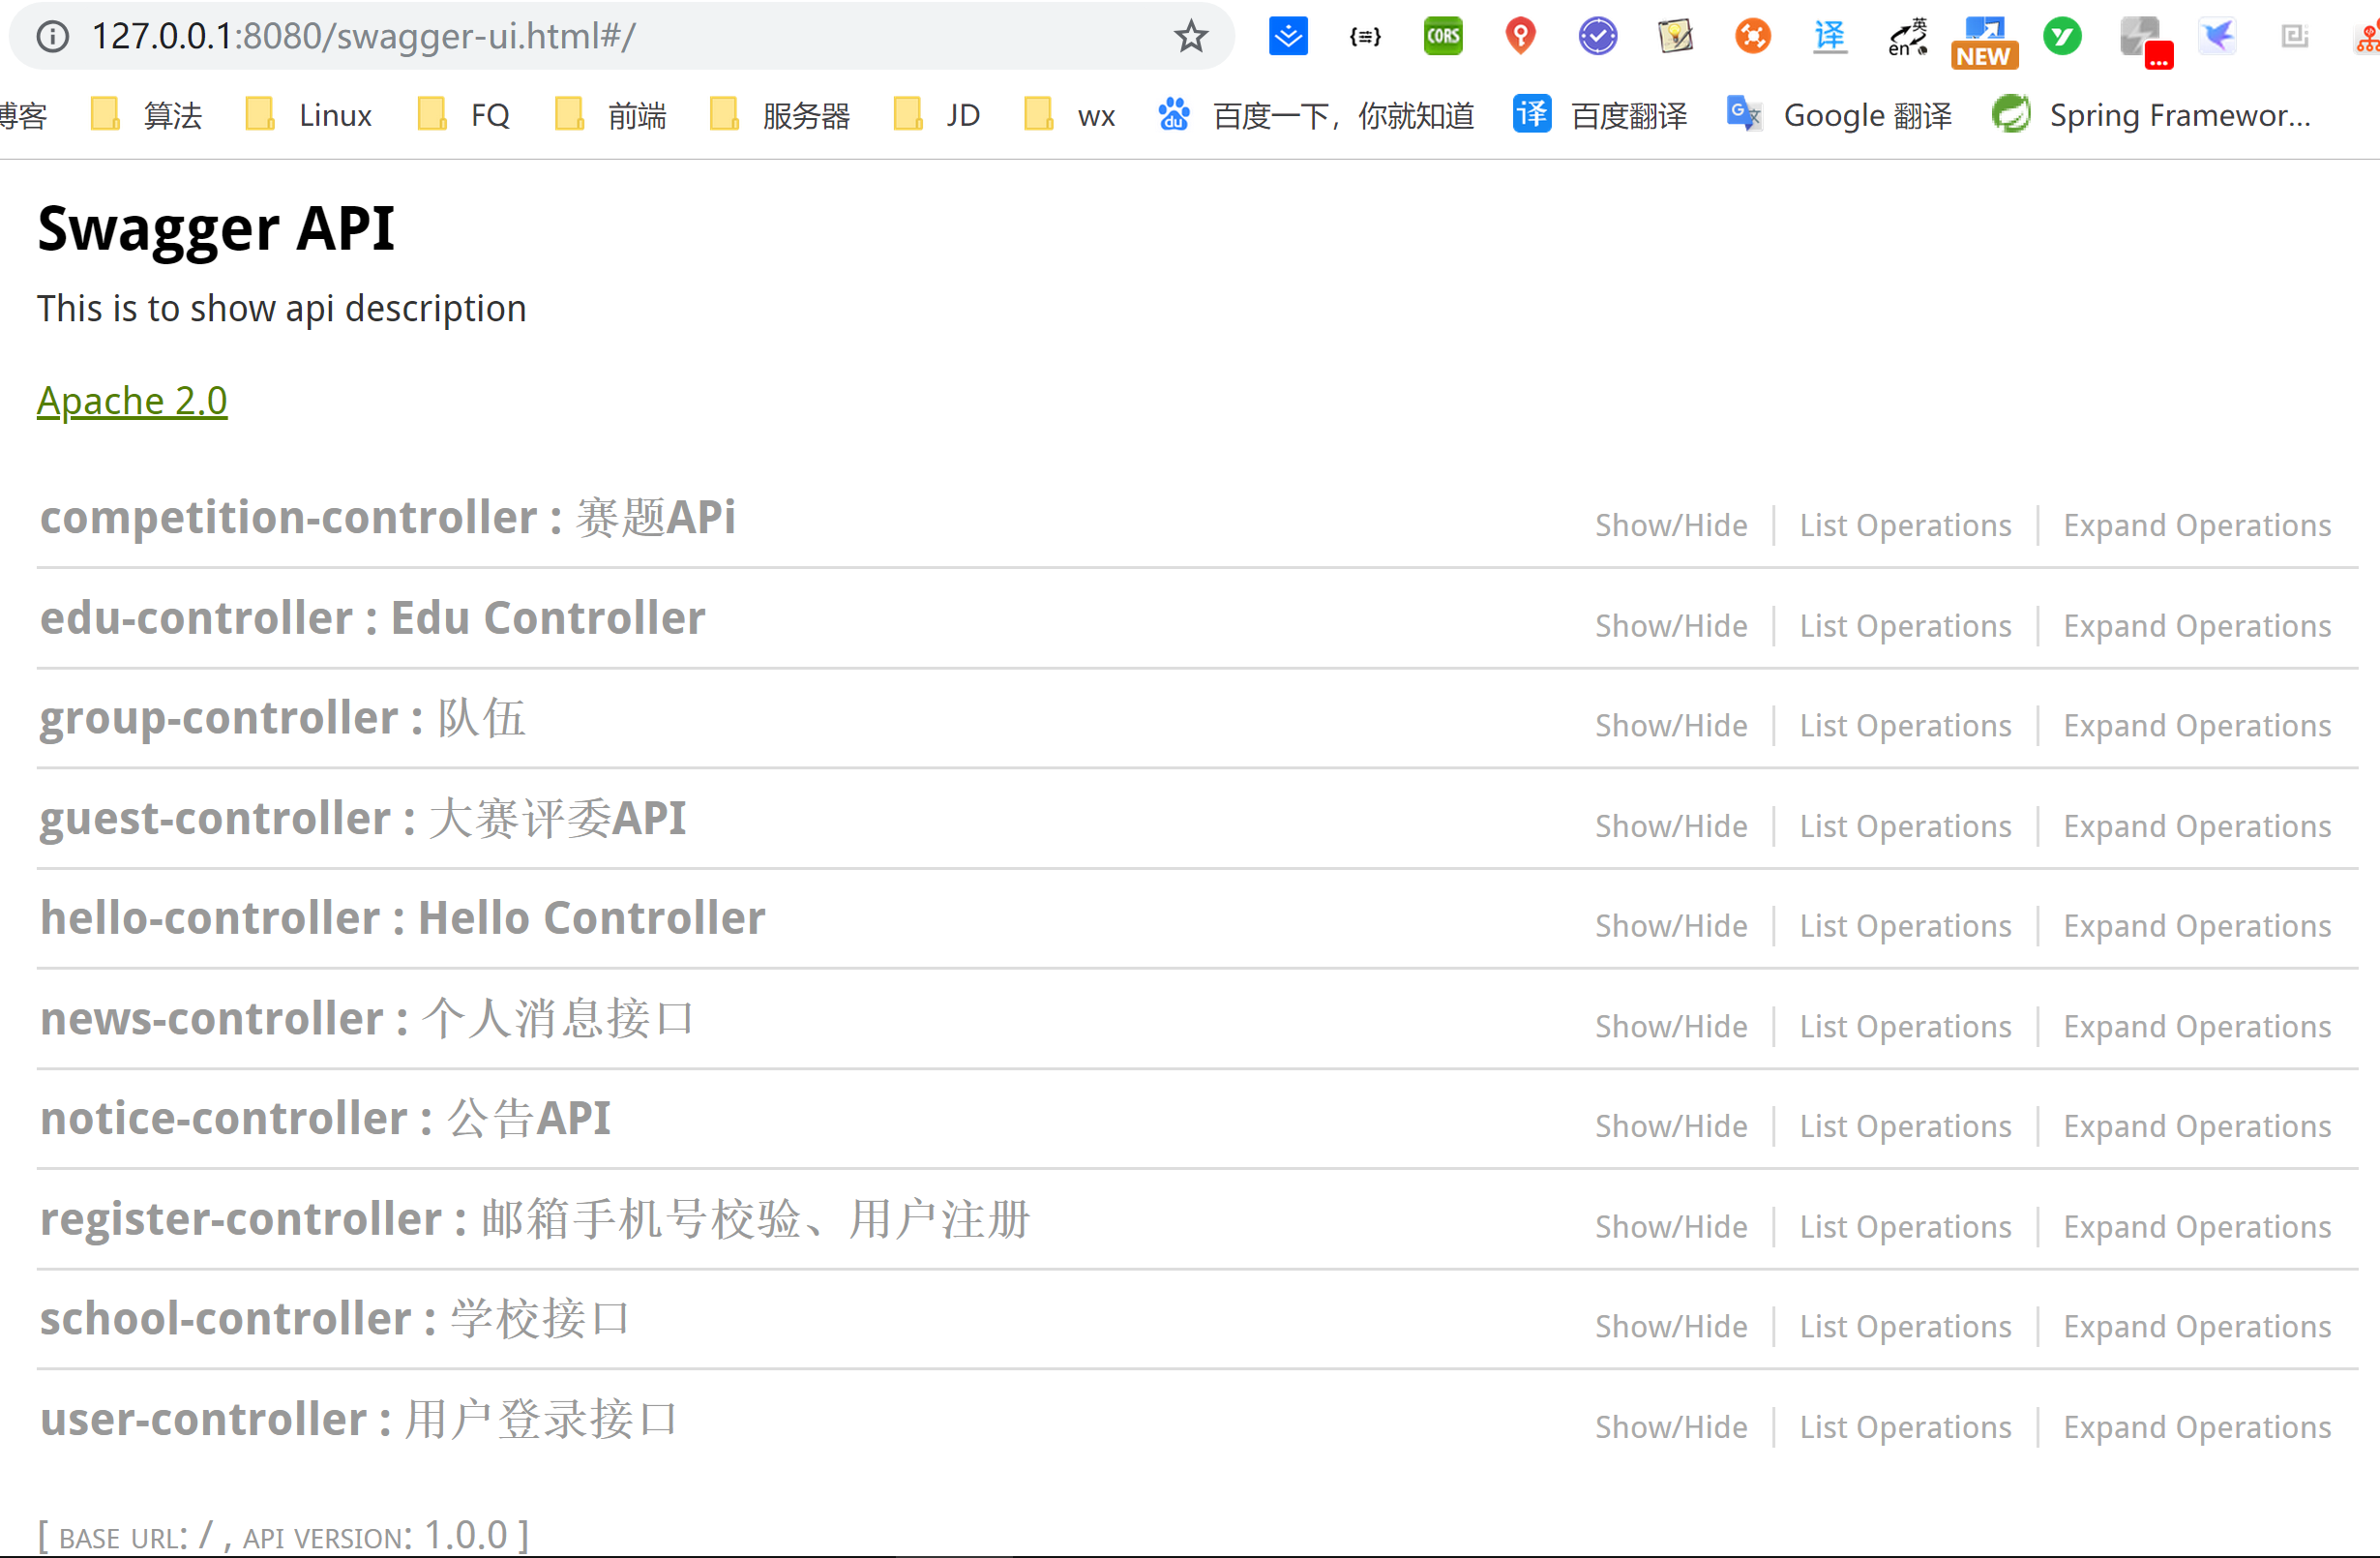 127.0.0.1:8080/swagger-ui.html#/
CORS 译 en 英 NEW ...
博客 算法 Linux FQ 前端 服务器 JD wx du 百度一下，你就知道 译 百度翻译 G 文 Google 翻译 Spring Framewor...
Swagger API
This is to show api description
Apache 2.0
competition-controller : 赛题APi Show/Hide List Operations Expand Operations
edu-controller : Edu Controller Show/Hide List Operations Expand Operations
group-controller : 队伍 Show/Hide List Operations Expand Operations
guest-controller : 大赛评委API Show/Hide List Operations Expand Operations
hello-controller : Hello Controller Show/Hide List Operations Expand Operations
news-controller : 个人消息接口 Show/Hide List Operations Expand Operations
notice-controller : 公告API Show/Hide List Operations Expand Operations
register-controller : 邮箱手机号校验、用户注册 Show/Hide List Operations Expand Operations
school-controller : 学校接口 Show/Hide List Operations Expand Operations
user-controller : 用户登录接口 Show/Hide List Operations Expand Operations
[ BASE URL: / , API VERSION: 1.0.0 ]